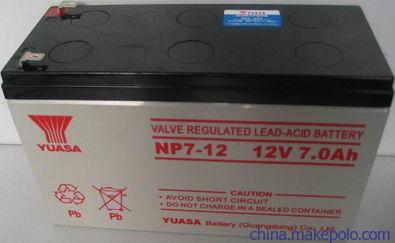 YUASA
VALVE REGULATED LEAD-ACID BATTERY
NP7-12 12V 7.0Ah
CAUTION :
• AVOID SHORT CIRCUIT
• DO NOT CHARGE IN A SEALED CONTAINER
Pb
Pb
YUASA Battery (Guangdong) Co., Ltd.
china.makepolo.com